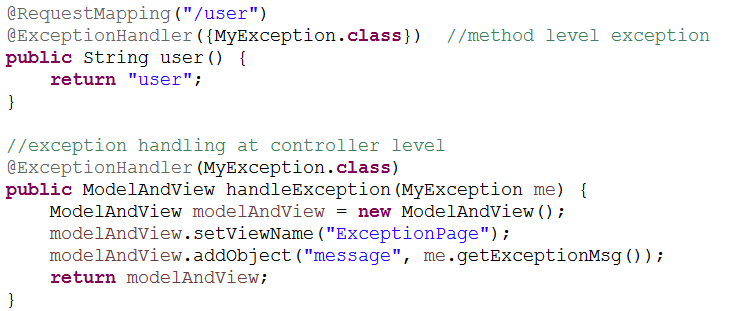 @RequestMapping("/user")
@ExceptionHandler({MyException.class})  //method level exception
public String user() {
    return "user";
}

//exception handling at controller level
@ExceptionHandler(MyException.class)
public ModelAndView handleException(MyException me) {
    ModelAndView modelAndView = new ModelAndView();
    modelAndView.setViewName("ExceptionPage");
    modelAndView.addObject("message", me.getExceptionMsg());
    return modelAndView;
}